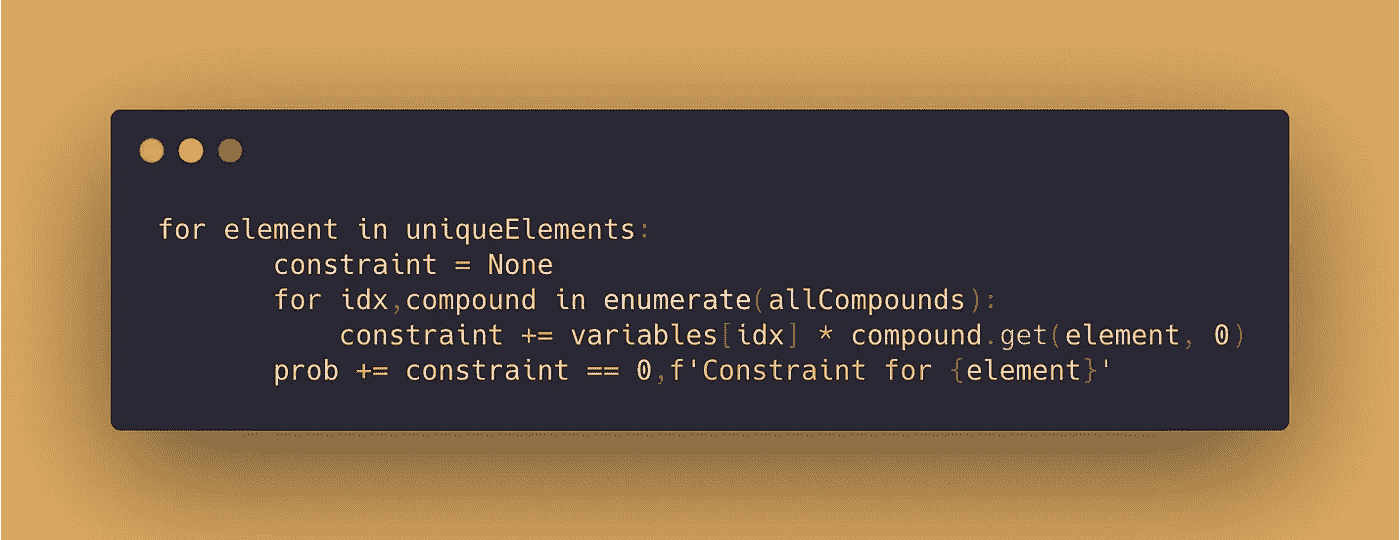 for element in uniqueElements:
       constraint = None
       for idx,compound in enumerate(allCompounds):
           constraint += variables[idx] * compound.get(element, 0)
       prob += constraint == 0,f'Constraint for {element}'